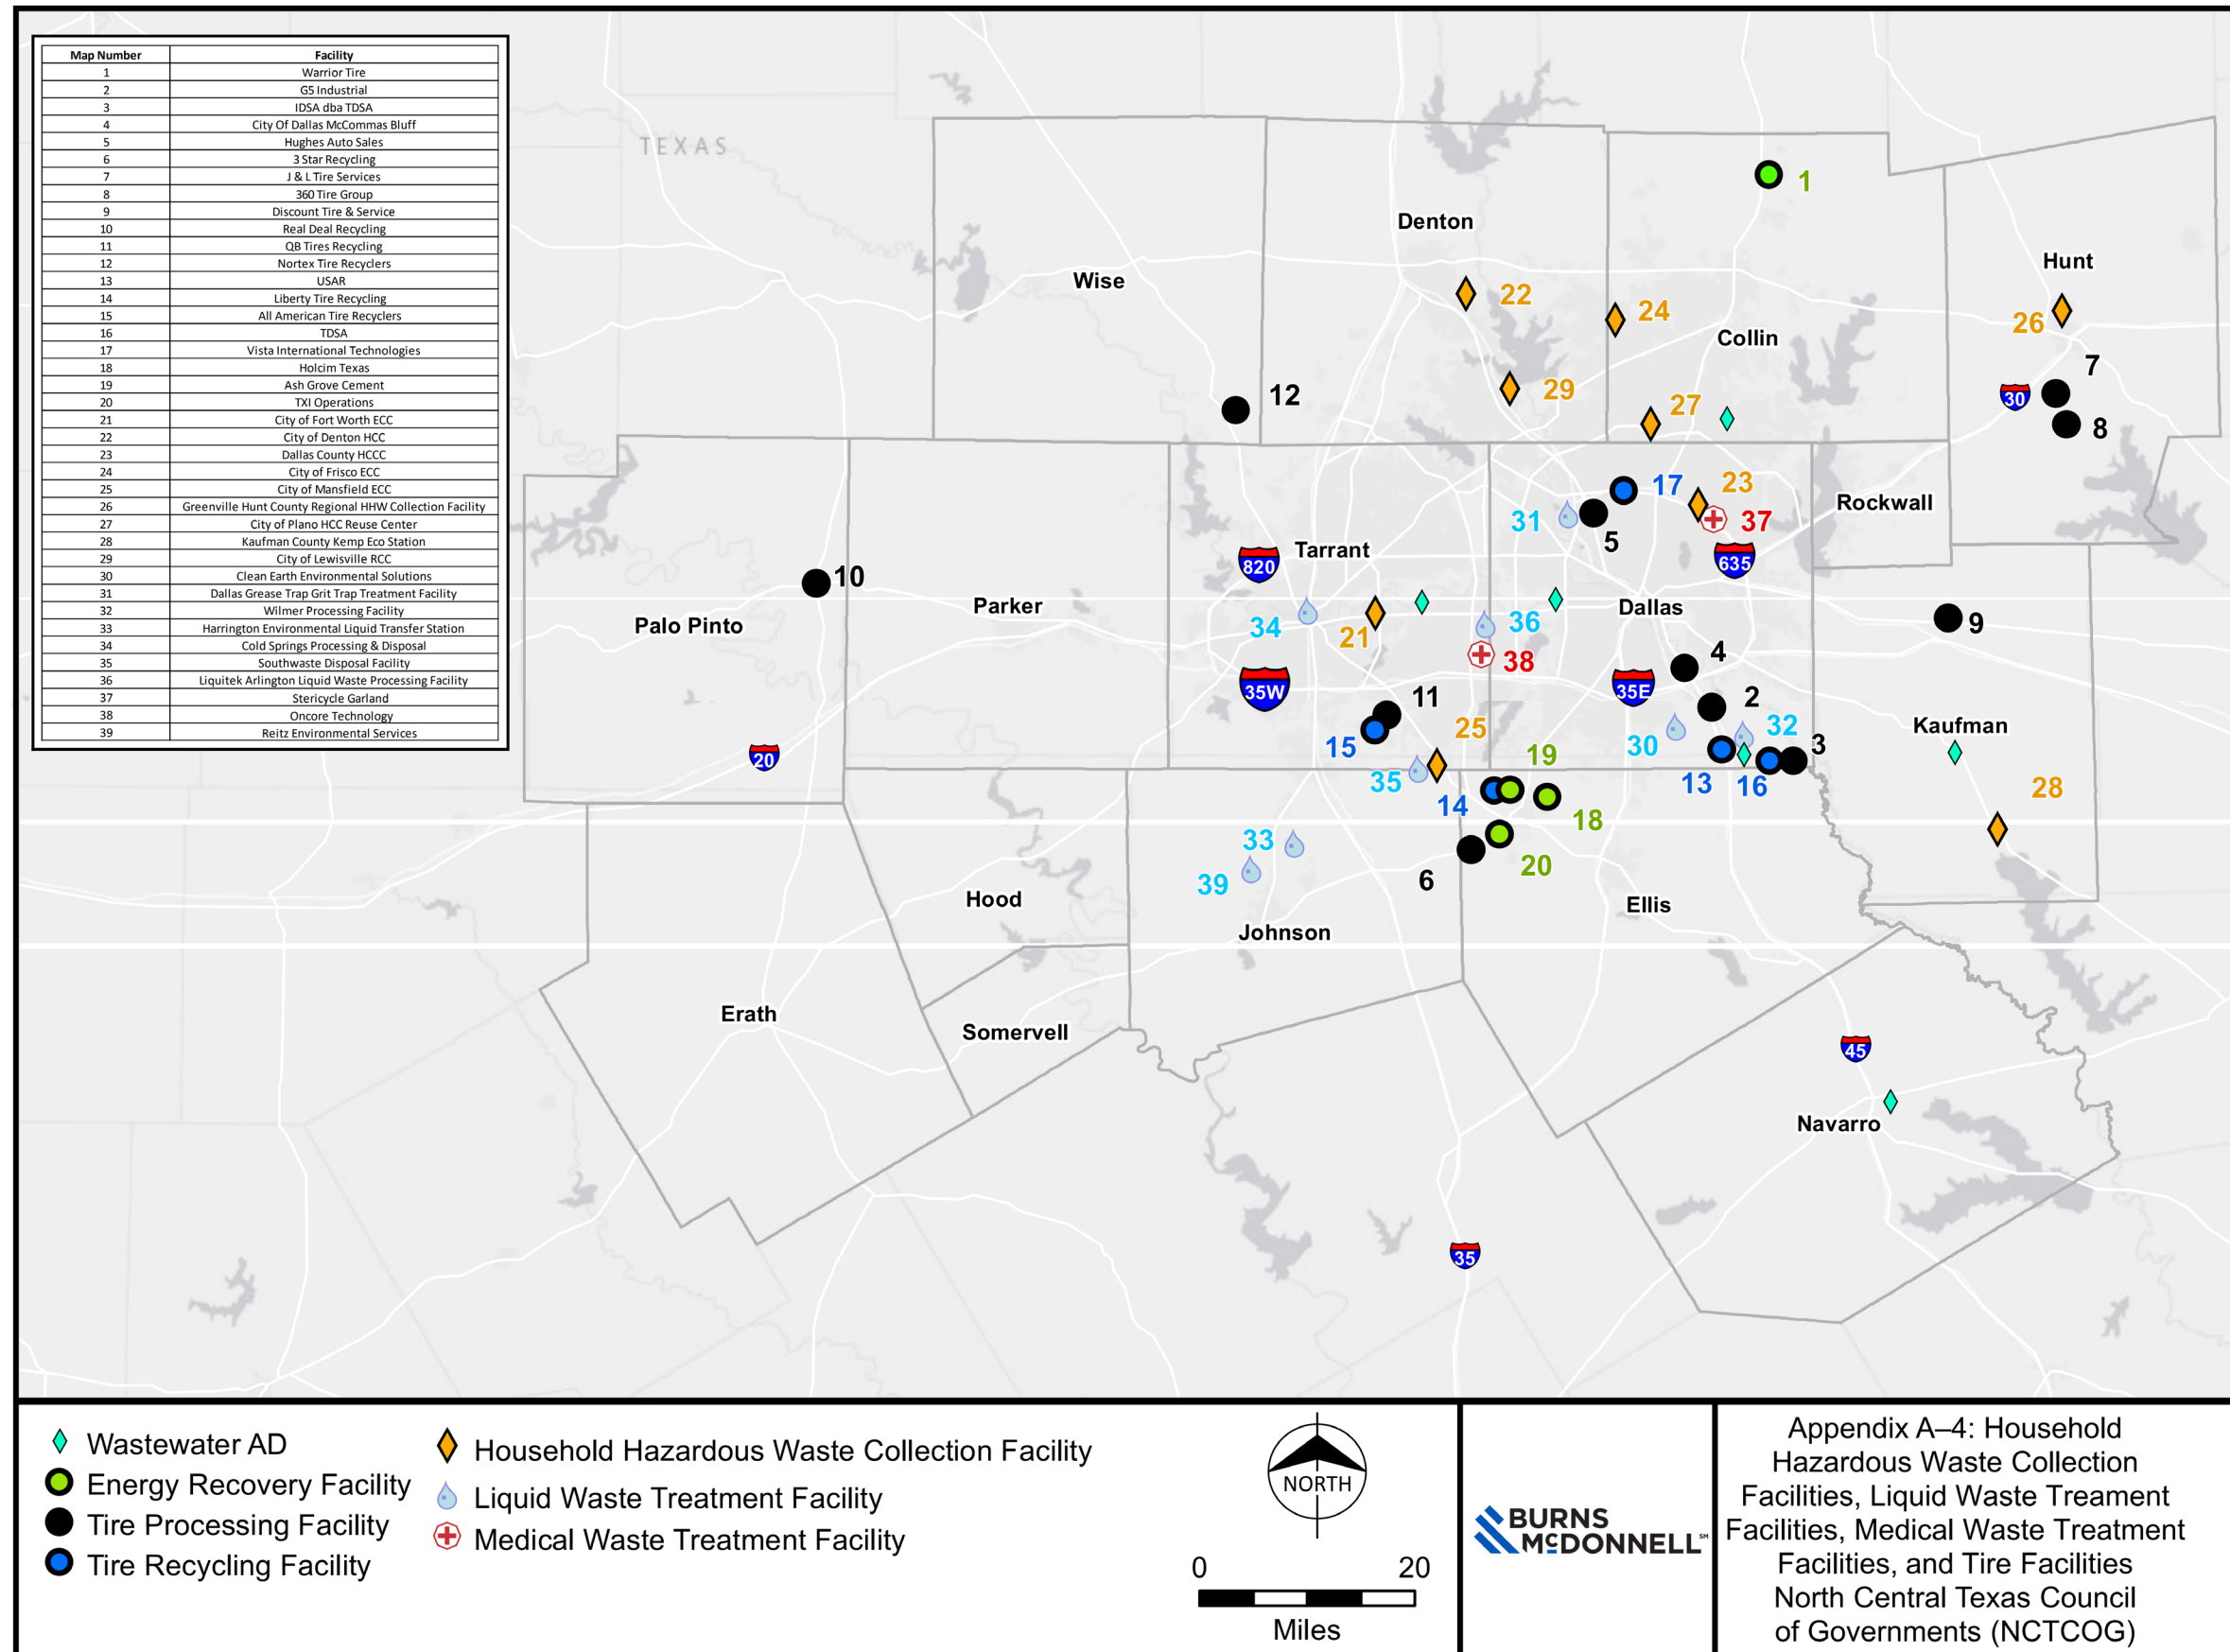 Map Number Facility
1 Warrior Tire
2 G5 Industrial
3 IDSA dba TDSA
4 City Of Dallas McCommas Bluff
5 Hughes Auto Sales
6 3 Star Recycling
7 J & L Tire Services
8 360 Tire Group
9 Discount Tire & Service
10 Real Deal Recycling
11 QB Tires Recycling
12 Nortex Tire Recyclers
13 USAR
14 Liberty Tire Recycling
15 All American Tire Recyclers
16 TDSA
17 Vista International Technologies
18 Holcim Texas
19 Ash Grove Cement
20 TXI Operations
21 City of Fort Worth ECC
22 City of Denton HCC
23 Dallas County HCCC
24 City of Frisco ECC
25 City of Mansfield ECC
26 Greenville Hunt County Regional HHW Collection Facility
27 City of Plano HCC Reuse Center
28 Kaufman County Kemp Eco Station
29 City of Lewisville RCC
30 Clean Earth Environmental Solutions
31 Dallas Grease Trap Grit Trap Treatment Facility
32 Wilmer Processing Facility
33 Harrington Environmental Liquid Transfer Station
34 Cold Springs Processing & Disposal
35 Southwaste Disposal Facility
36 Liquitek Arlington Liquid Waste Processing Facility
37 Stericycle Garland
38 Oncore Technology
39 Reitz Environmental Services
TEXAS
1
Denton
Hunt
Wise
22
24
26
Collin
7
29
12
30
27
8
17
23
Rockwall
31
37
5
Tarrant
820
635
10
Parker
Dallas
Palo Pinto
34
36
9
21
38
4
35W
35E
11
2
25
32
Kaufman
15
30
3
19
20
35
13
16
28
14
18
33
20
6
39
Hood
Ellis
Johnson
Erath
Somervell
45
Navarro
35
Wastewater AD
Energy Recovery Facility
Tire Processing Facility
Tire Recycling Facility
Household Hazardous Waste Collection Facility
Liquid Waste Treatment Facility
Medical Waste Treatment Facility
NORTH
0 20
Miles
BURNS
McDONNELL SM
Appendix A–4: Household
Hazardous Waste Collection
Facilities, Liquid Waste Treament
Facilities, Medical Waste Treatment
Facilities, and Tire Facilities
North Central Texas Council
of Governments (NCTCOG)